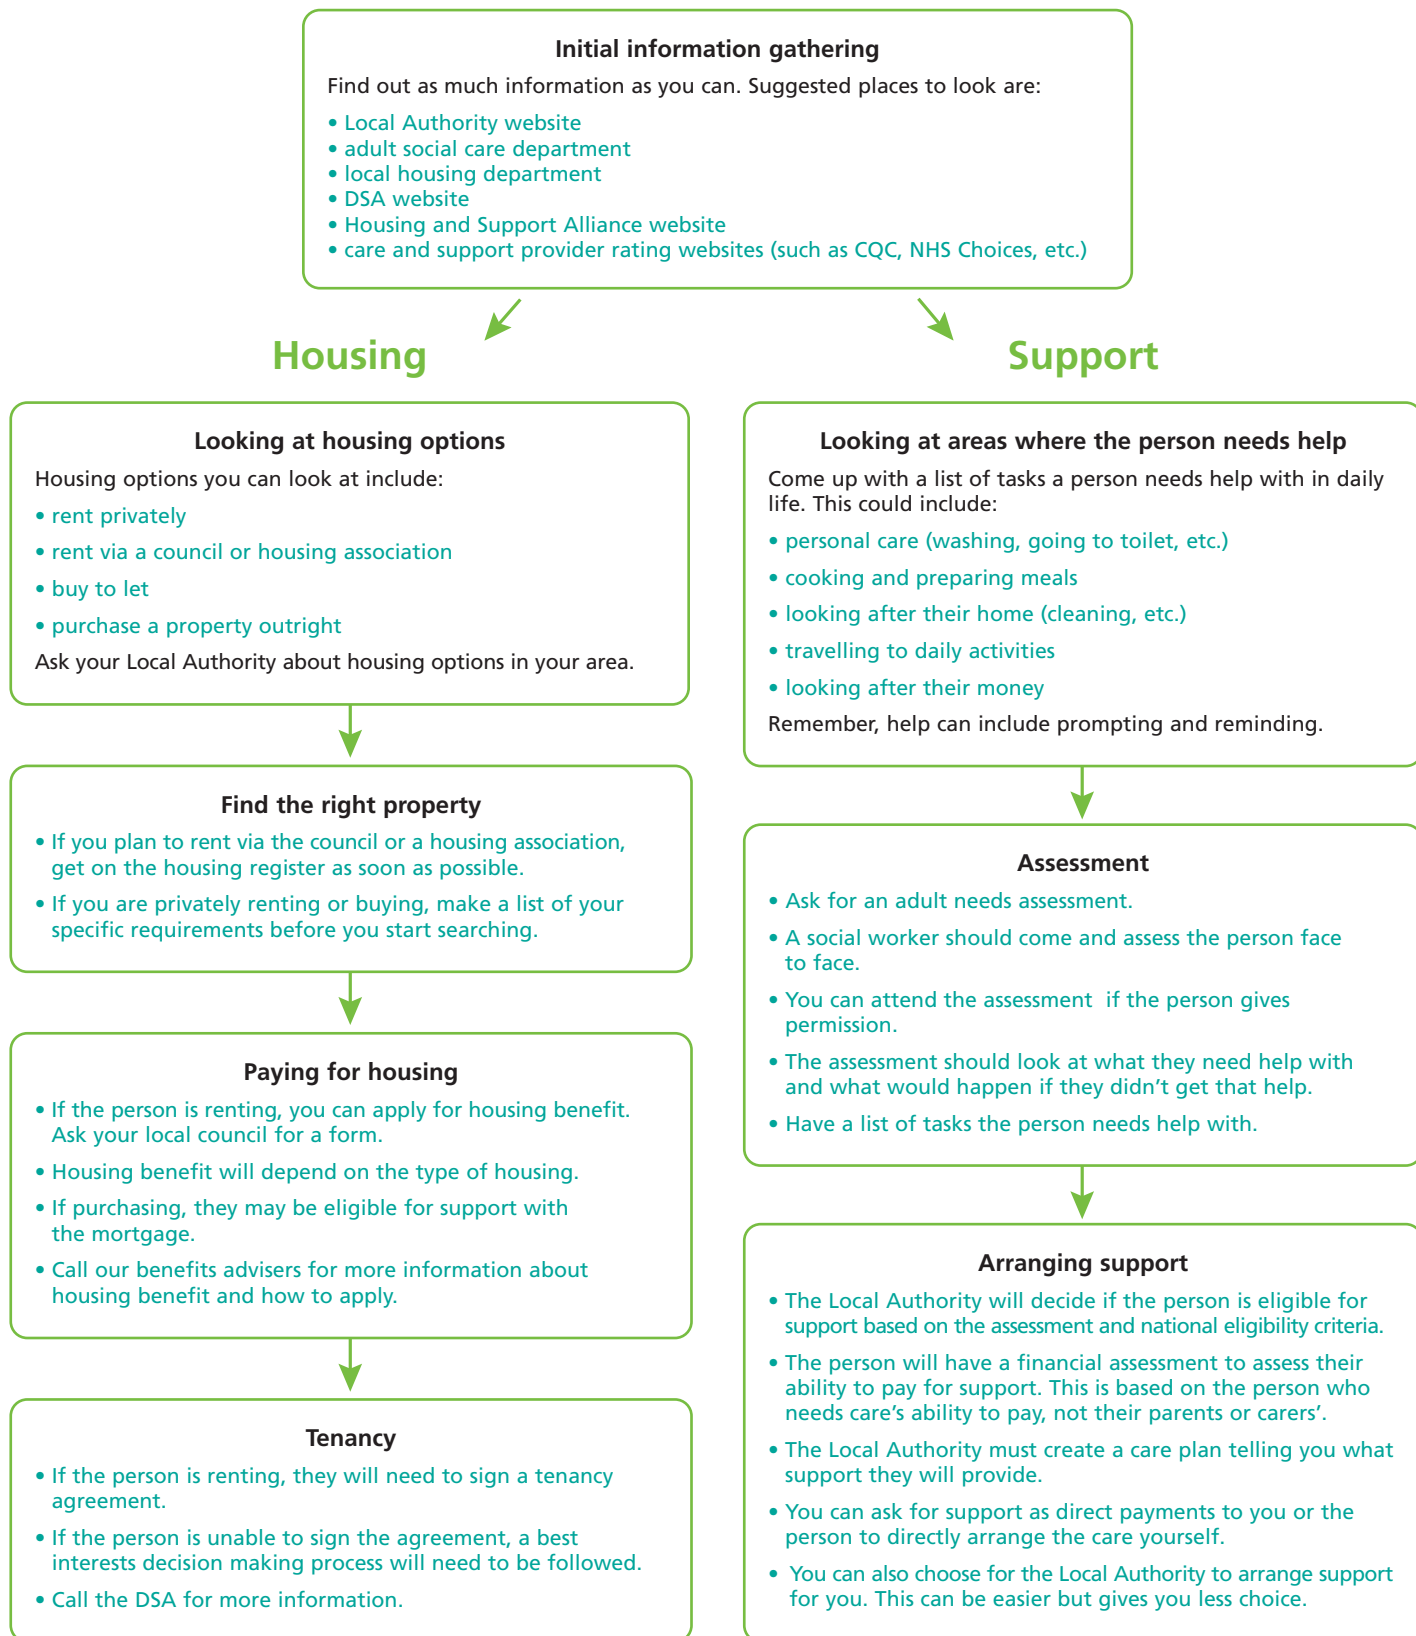 Initial information gathering
Find out as much information as you can. Suggested places to look are:
• Local Authority website
• adult social care department
• local housing department
• DSA website
• Housing and Support Alliance website
• care and support provider rating websites (such as CQC, NHS Choices, etc.)
Housing
Looking at housing options
Housing options you can look at include:
• rent privately
• rent via a council or housing association
• buy to let
• purchase a property outright
Ask your Local Authority about housing options in your area.
Find the right property
• If you plan to rent via the council or a housing association,
get on the housing register as soon as possible.
• If you are privately renting or buying, make a list of your
specific requirements before you start searching.
Paying for housing
• If the person is renting, you can apply for housing benefit.
Ask your local council for a form.
• Housing benefit will depend on the type of housing.
• If purchasing, they may be eligible for support with
the mortgage.
• Call our benefits advisers for more information about
housing benefit and how to apply.
Tenancy
• If the person is renting, they will need to sign a tenancy
agreement.
• If the person is unable to sign the agreement, a best
interests decision making process will need to be followed.
• Call the DSA for more information.
Support
Looking at areas where the person needs help
Come up with a list of tasks a person needs help with in daily
life. This could include:
• personal care (washing, going to toilet, etc.)
• cooking and preparing meals
• looking after their home (cleaning, etc.)
• travelling to daily activities
• looking after their money
Remember, help can include prompting and reminding.
Assessment
• Ask for an adult needs assessment.
• A social worker should come and assess the person face
to face.
• You can attend the assessment  if the person gives
permission.
• The assessment should look at what they need help with
and what would happen if they didn’t get that help.
• Have a list of tasks the person needs help with.
Arranging support
• The Local Authority will decide if the person is eligible for
support based on the assessment and national eligibility criteria.
• The person will have a financial assessment to assess their
ability to pay for support. This is based on the person who
needs care’s ability to pay, not their parents or carers’.
• The Local Authority must create a care plan telling you what
support they will provide.
• You can ask for support as direct payments to you or the
person to directly arrange the care yourself.
• You can also choose for the Local Authority to arrange support
for you. This can be easier but gives you less choice.